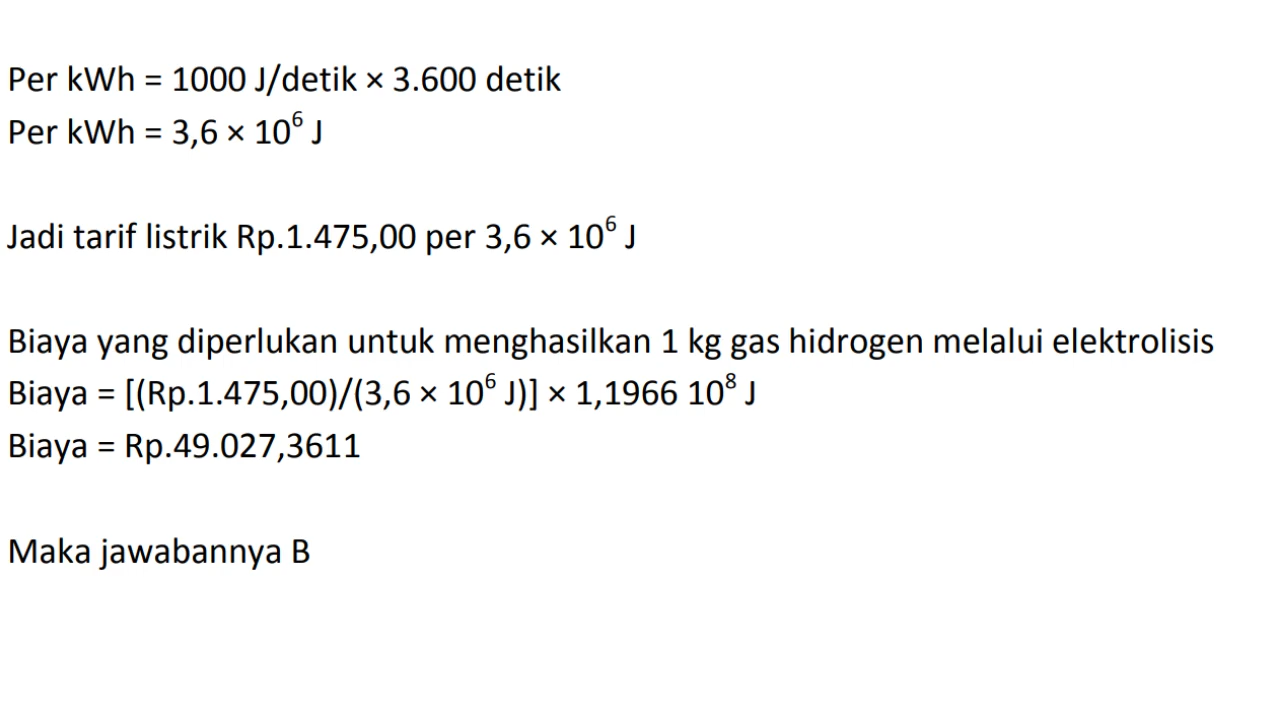 Per kWh = 1000 J/detik × 3.600 detik
Per kWh = 3,6 × 10⁶ J
Jadi tarif listrik Rp.1.475,00 per 3,6 × 10⁶ J
Biaya yang diperlukan untuk menghasilkan 1 kg gas hidrogen melalui elektrolisis
Biaya = [(Rp.1.475,00)/(3,6 × 10⁶ J)] × 1,1966 10⁸ J
Biaya = Rp.49.027,3611
Maka jawabannya B